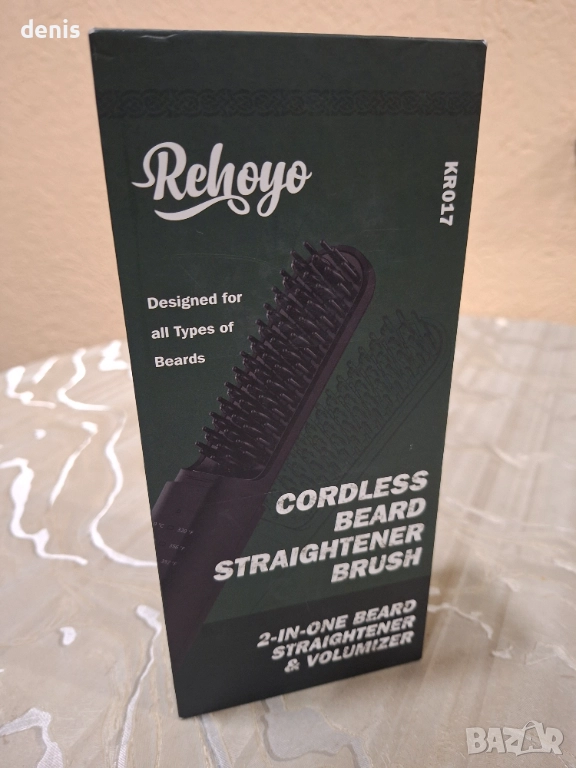 denis
Rehoyo
KR017
Designed for
all Types of
Beards
CORDLESS
BEARD
STRAIGHTENER
BRUSH
2-IN-ONE BEARD
STRAIGHTENER
& VOLUMIZER
BAZAR